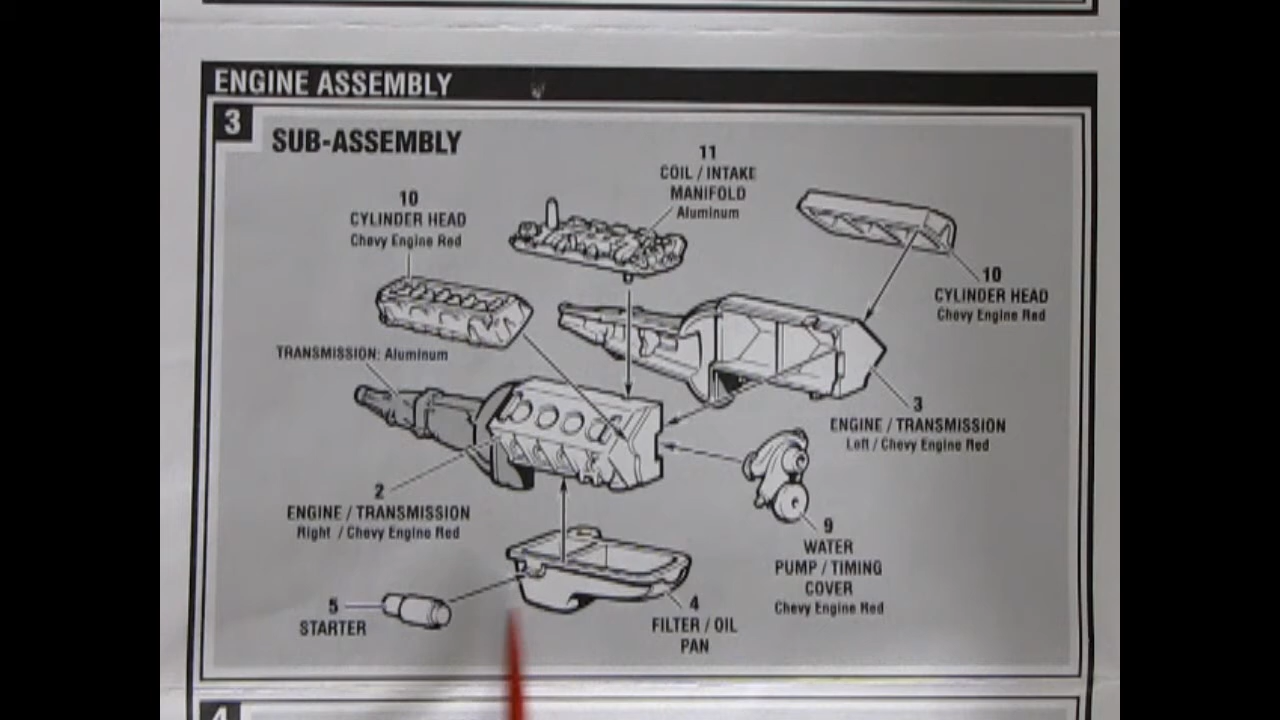 ENGINE ASSEMBLY
3
SUB-ASSEMBLY
11
COIL / INTAKE
MANIFOLD
Aluminum
10
CYLINDER HEAD
Chevy Engine Red
10
CYLINDER HEAD
Chevy Engine Red
TRANSMISSION: Aluminum
3
ENGINE / TRANSMISSION
Left / Chevy Engine Red
2
ENGINE / TRANSMISSION
Right / Chevy Engine Red
9
WATER
PUMP / TIMING
COVER
Chevy Engine Red
5
STARTER
4
FILTER / OIL
PAN
4